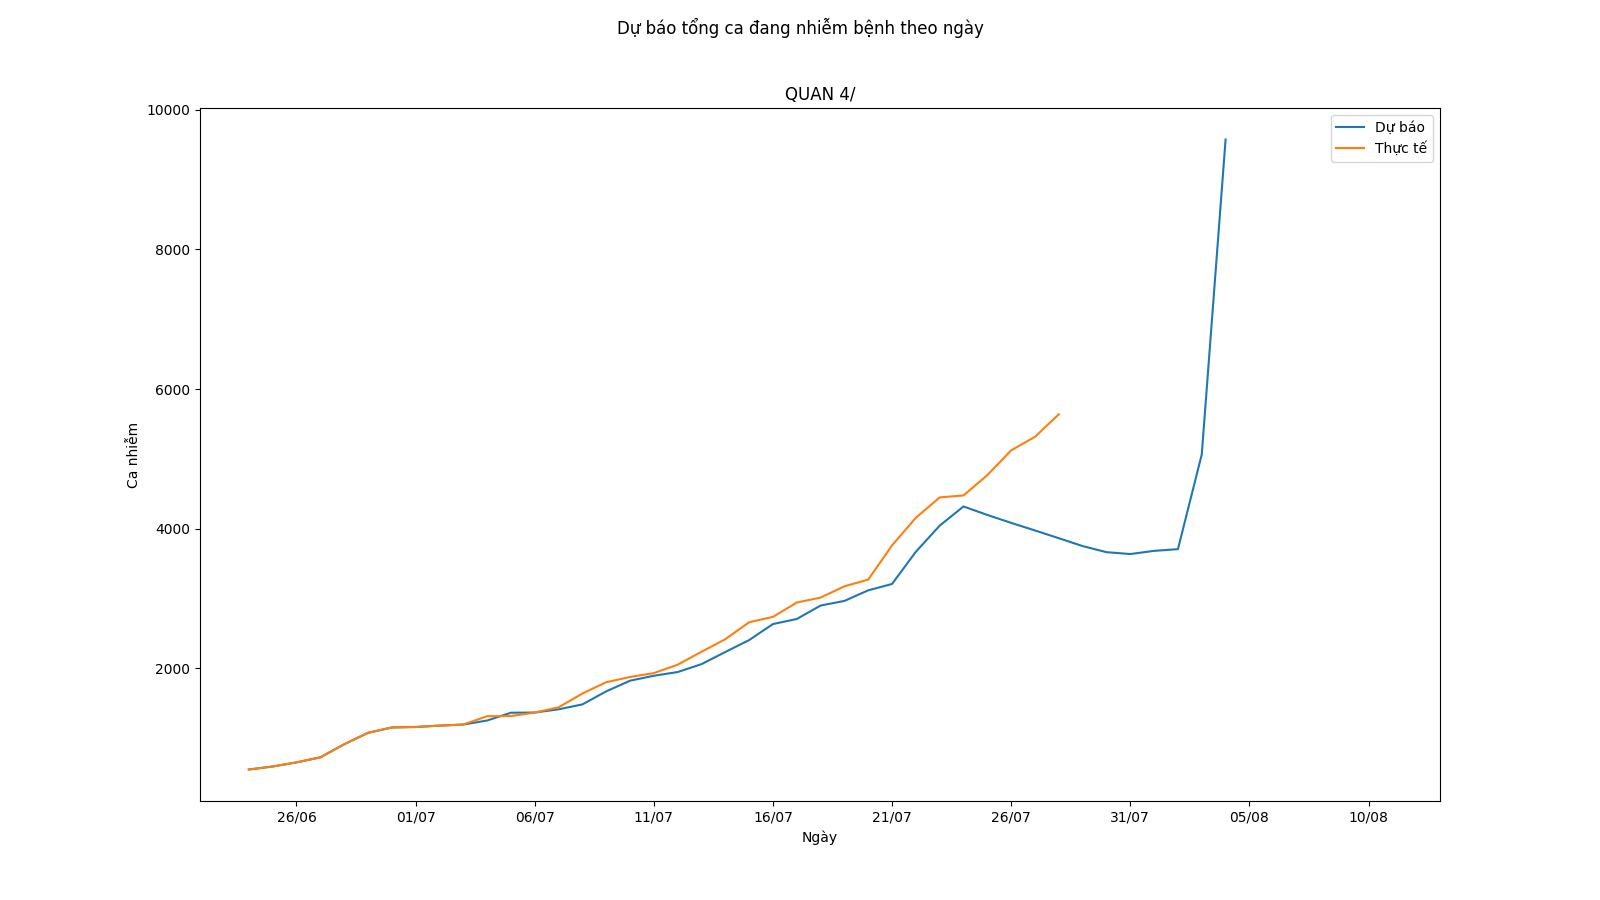 Dự báo tổng ca đang nhiễm bệnh theo ngày
QUAN 4/
10000
8000
6000
4000
2000
Ca nhiễm
Dự báo
Thực tế
26/06 01/07 06/07 11/07 16/07 21/07 26/07 31/07 05/08 10/08
Ngày